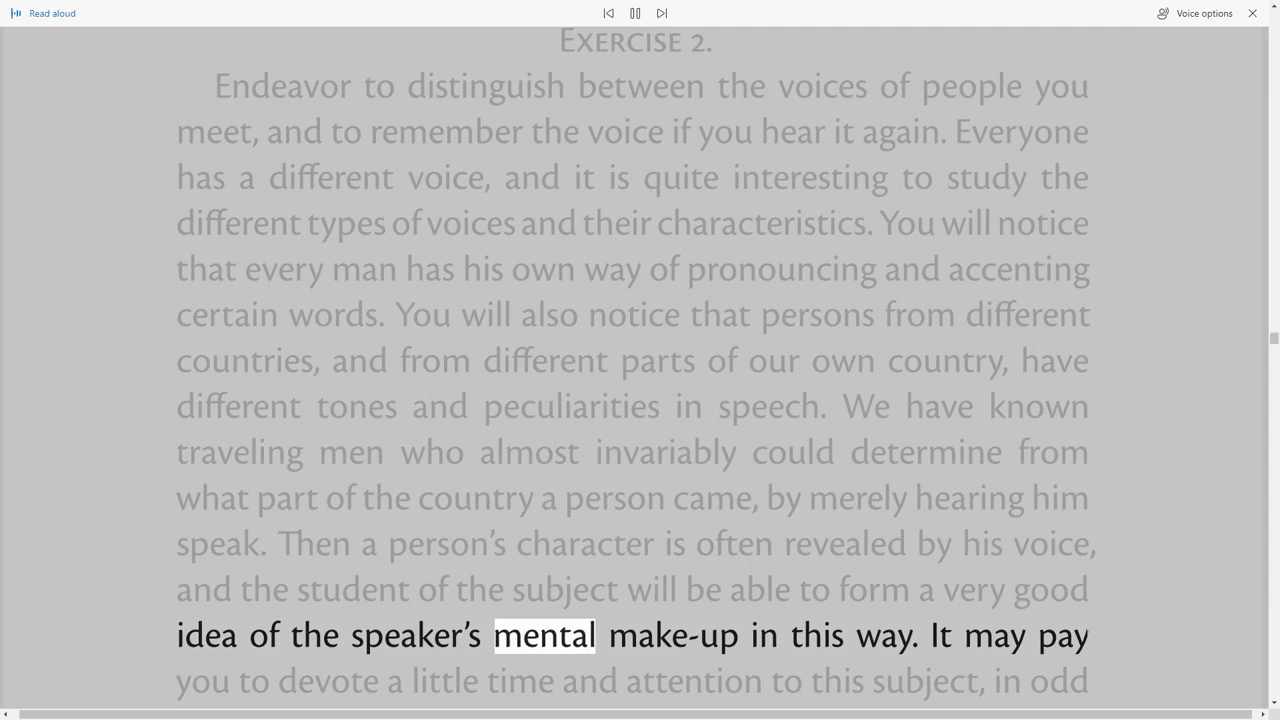 Read aloud
Voice options
EXERCISE 2.
Endeavor to distinguish between the voices of people you
meet, and to remember the voice if you hear it again. Everyone
has a different voice, and it is quite interesting to study the
different types of voices and their characteristics. You will notice
that every man has his own way of pronouncing and accenting
certain words. You will also notice that persons from different
countries, and from different parts of our own country, have
different tones and peculiarities in speech. We have known
traveling men who almost invariably could determine from
what part of the country a person came, by merely hearing him
speak. Then a person’s character is often revealed by his voice,
and the student of the subject will be able to form a very good
idea of the speaker’s mental make-up in this way. It may pay
you to devote a little time and attention to this subject, in odd